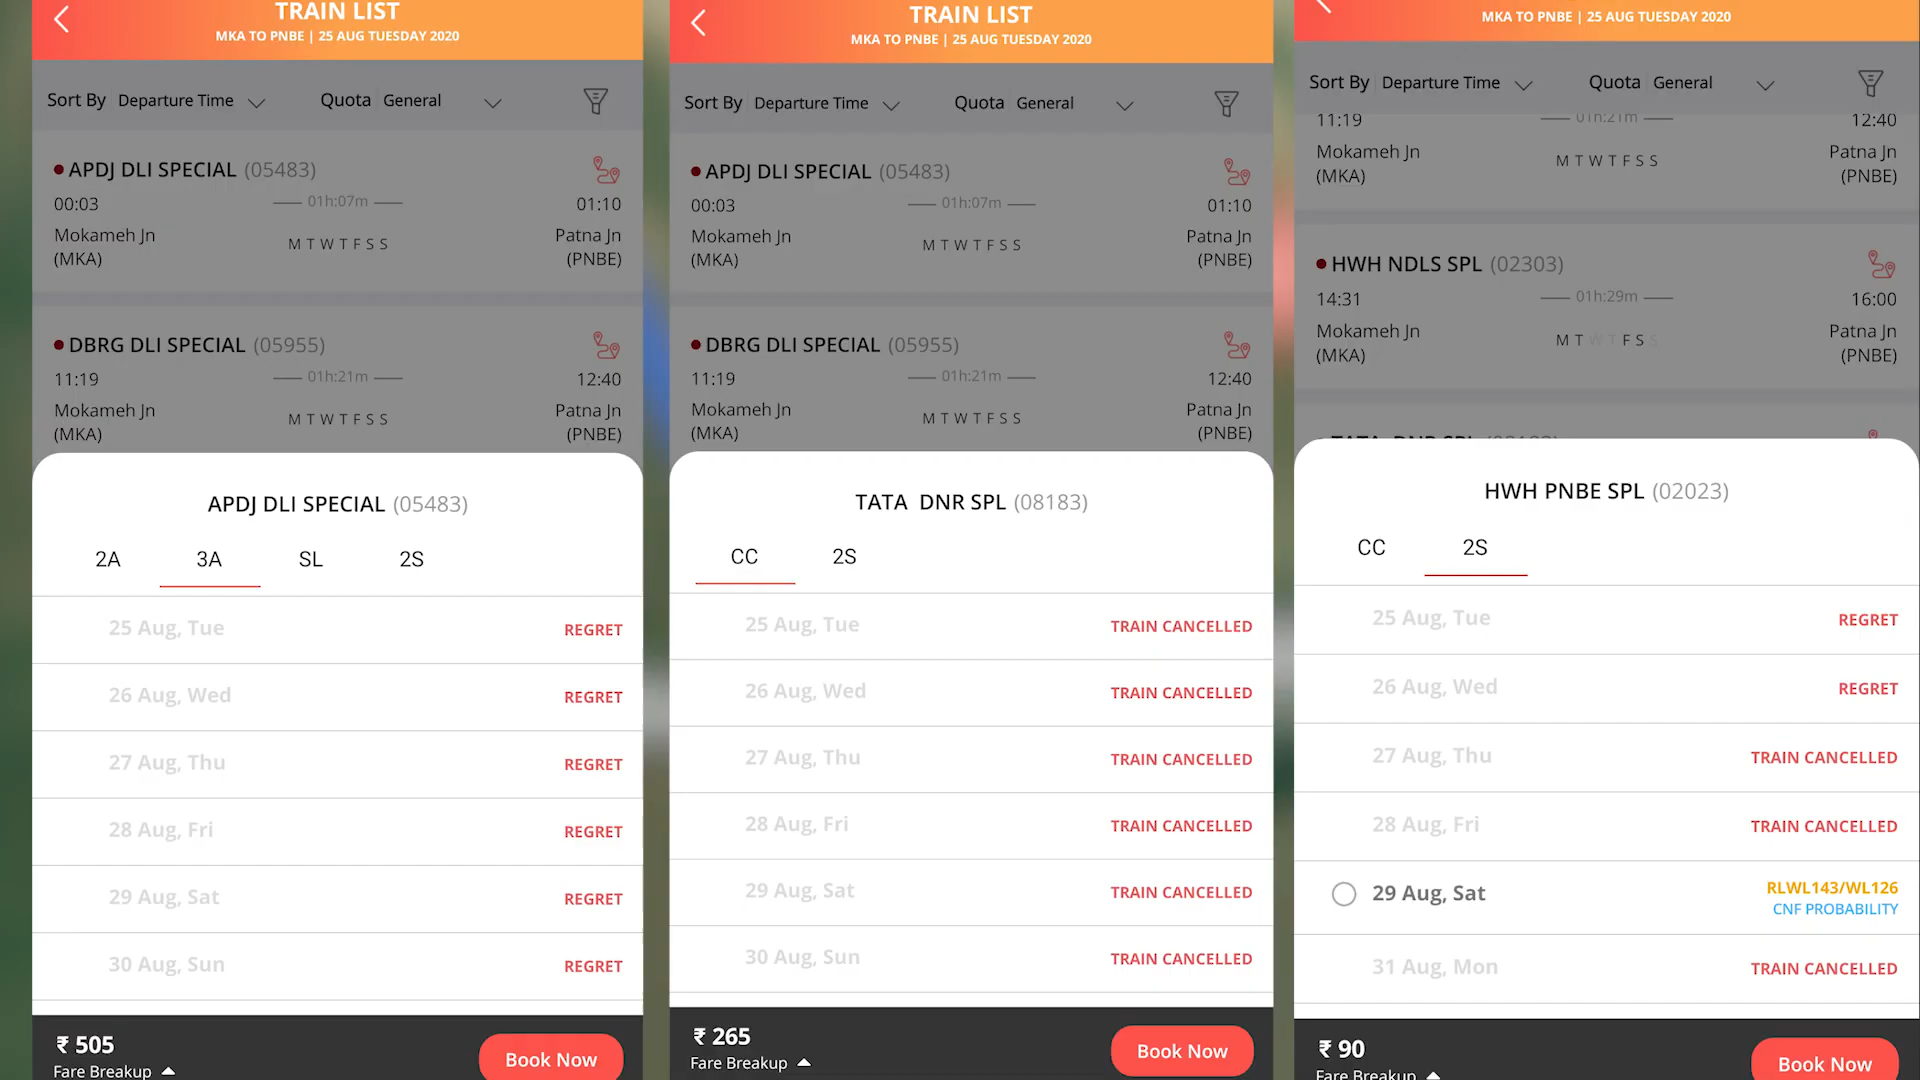 TRAIN LIST
MKA TO PNBE | 25 AUG TUESDAY 2020
Sort By Departure Time Quota General
APDJ DLI SPECIAL (05483)
00:03 01h:07m 01:10
Mokameh Jn M T W T F S S Patna Jn
(MKA) (PNBE)
DBRG DLI SPECIAL (05955)
11:19 01h:21m 12:40
Mokameh Jn M T W T F S S Patna Jn
(MKA) (PNBE)
APDJ DLI SPECIAL (05483)
2A 3A SL 2S
25 Aug, Tue REGRET
26 Aug, Wed REGRET
27 Aug, Thu REGRET
28 Aug, Fri REGRET
29 Aug, Sat REGRET
30 Aug, Sun REGRET
₹ 505
Fare Breakup
Book Now
TRAIN LIST
MKA TO PNBE | 25 AUG TUESDAY 2020
Sort By Departure Time Quota General
APDJ DLI SPECIAL (05483)
00:03 01h:07m 01:10
Mokameh Jn M T W T F S S Patna Jn
(MKA) (PNBE)
DBRG DLI SPECIAL (05955)
11:19 01h:21m 12:40
Mokameh Jn M T W T F S S Patna Jn
(MKA) (PNBE)
TATA DNR SPL (08183)
CC 2S
25 Aug, Tue TRAIN CANCELLED
26 Aug, Wed TRAIN CANCELLED
27 Aug, Thu TRAIN CANCELLED
28 Aug, Fri TRAIN CANCELLED
29 Aug, Sat TRAIN CANCELLED
30 Aug, Sun TRAIN CANCELLED
₹ 265
Fare Breakup
Book Now
MKA TO PNBE | 25 AUG TUESDAY 2020
Sort By Departure Time Quota General
11:19 01h:21m 12:40
Mokameh Jn M T W T F S S Patna Jn
(MKA) (PNBE)
HWH NDLS SPL (02303)
14:31 01h:29m 16:00
Mokameh Jn M T W T F S S Patna Jn
(MKA) (PNBE)
TATA DNR SPL (08183)
HWH PNBE SPL (02023)
CC 2S
25 Aug, Tue REGRET
26 Aug, Wed REGRET
27 Aug, Thu TRAIN CANCELLED
28 Aug, Fri TRAIN CANCELLED
29 Aug, Sat RLWL143/WL126
CNF PROBABILITY
31 Aug, Mon TRAIN CANCELLED
₹ 90
Fare Breakup
Book Now